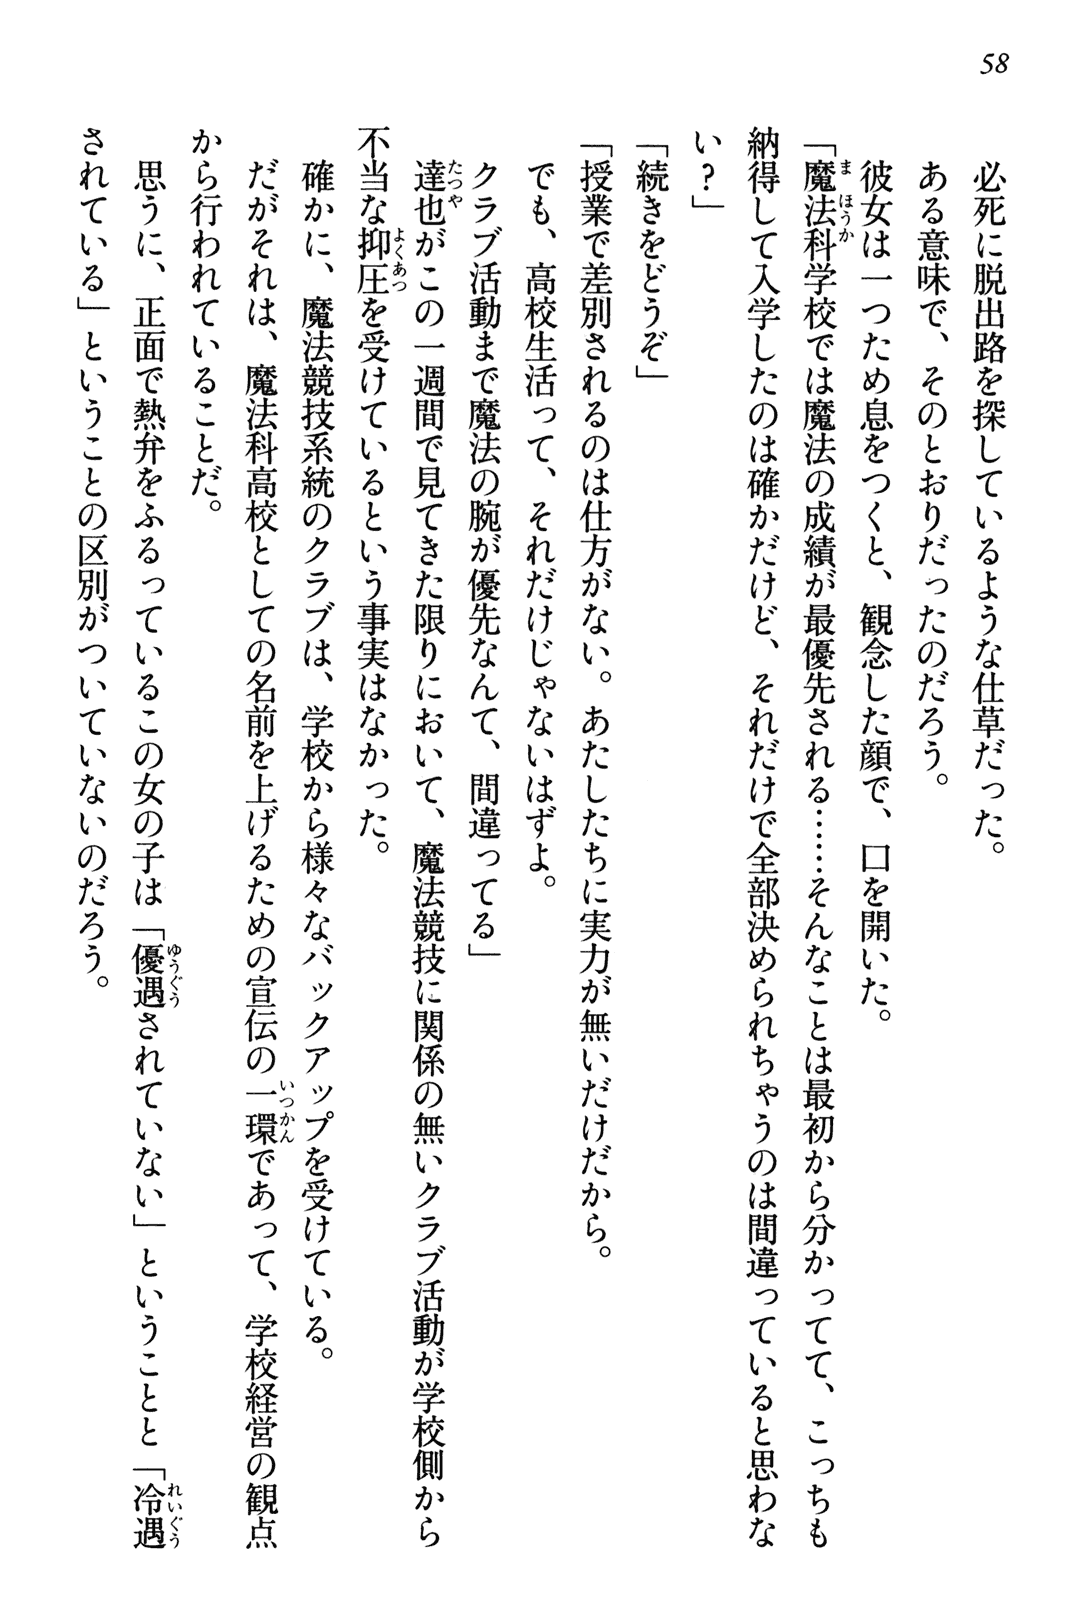 58
必死に脱出路を探しているような仕草だった。
ある意味で、そのとおりだったのだろう。
彼女は一つため息をつくと、観念した顔で、口を開いた。
「魔法科学校では魔法の成績が最優先される……そんなことは最初から分かってて、こっちも
納得して入学したのは確かだけど、それだけで全部決められちゃうのは間違っていると思わな
い？」
「続きをどうぞ」
「授業で差別されるのは仕方がない。あたしたちに実力が無いだけだから。
でも、高校生活って、それだけじゃないはずよ。
クラブ活動まで魔法の腕が優先なんて、間違ってる」
達也がこの一週間で見てきた限りにおいて、魔法競技に関係の無いクラブ活動が学校側から
不当な抑圧を受けているという事実はなかった。
確かに、魔法競技系統のクラブは、学校から様々なバックアップを受けている。
だがそれは、魔法科高校としての名前を上げるための宣伝の一環であって、学校経営の観点
から行われていることだ。
思うに、正面で熱弁をふるっているこの女の子は「優遇されていない」ということと「冷遇
されている」ということの区別がついていないのだろう。